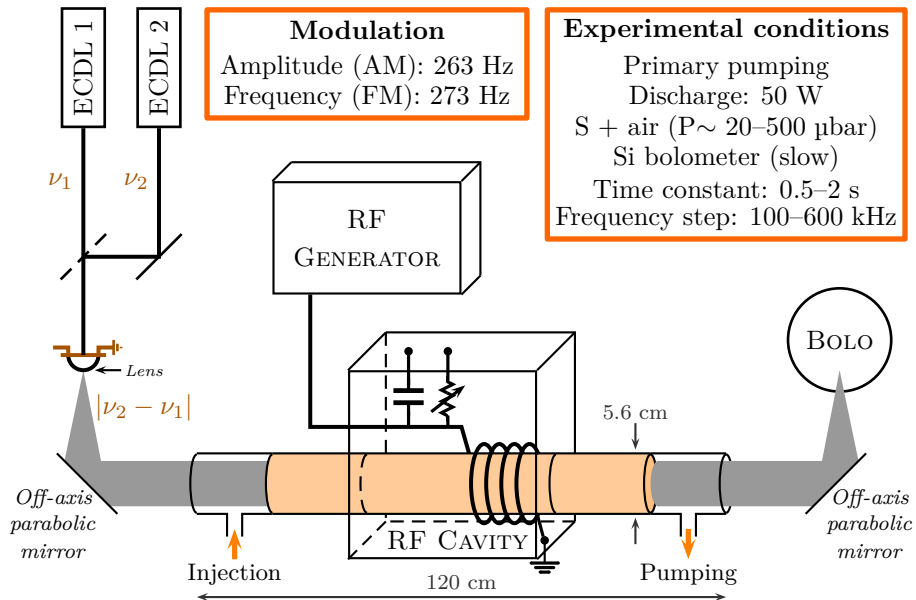 ECDL 1
ECDL 2
Modulation
Amplitude (AM): 263 Hz
Frequency (FM): 273 Hz
Experimental conditions
Primary pumping
Discharge: 50 W
S + air (P∼ 20–500 µbar)
Si bolometer (slow)
Time constant: 0.5–2 s
Frequency step: 100–600 kHz
ν1
ν2
RF
GENERATOR
BOLO
Lens
|ν2 − ν1|
5.6 cm
Off-axis
parabolic
mirror
Off-axis
parabolic
mirror
RF CAVITY
Injection
Pumping
120 cm